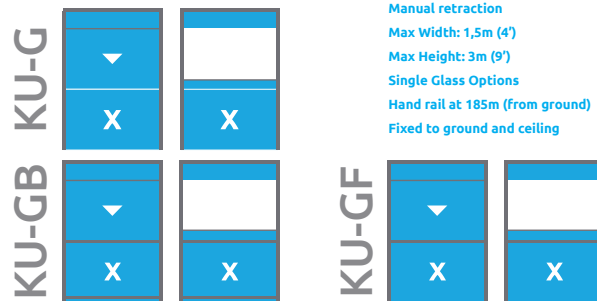 KU-G
X
X
Manual retraction
Max Width: 1,5m (4’)
Max Height: 3m (9’)
Single Glass Options
Hand rail at 185m (from ground)
Fixed to ground and ceiling
KU-GB
X
X
KU-GF
X
X